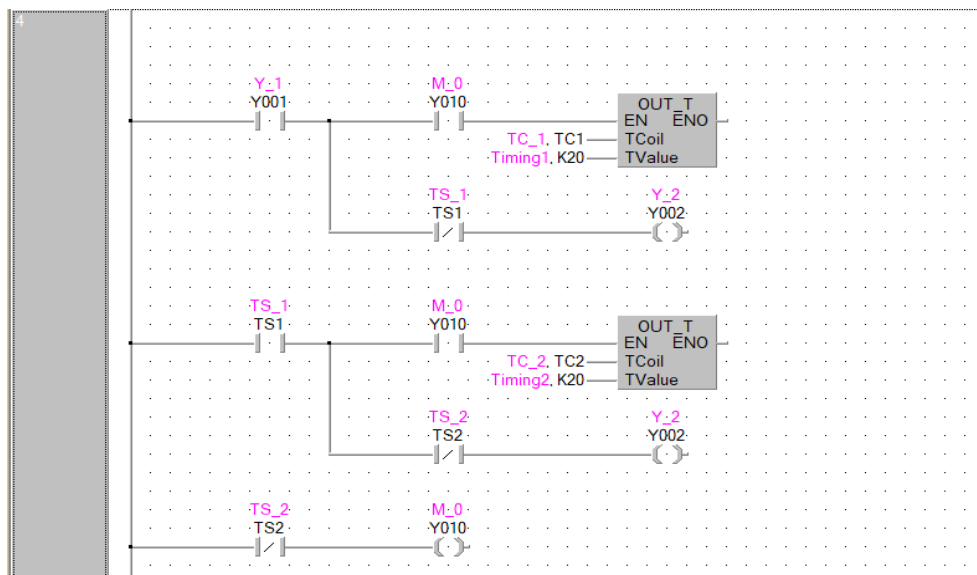 4
Y_1 M_0
Y001 Y010
OUT_T
EN ENO
TC_1, TC1 TCoil
Timing1, K20 TValue
TS_1 Y_2
TS1 Y002
TS_1 M_0
TS1 Y010
OUT_T
EN ENO
TC_2, TC2 TCoil
Timing2, K20 TValue
TS_2 Y_2
TS2 Y002
TS_2 M_0
TS2 Y010